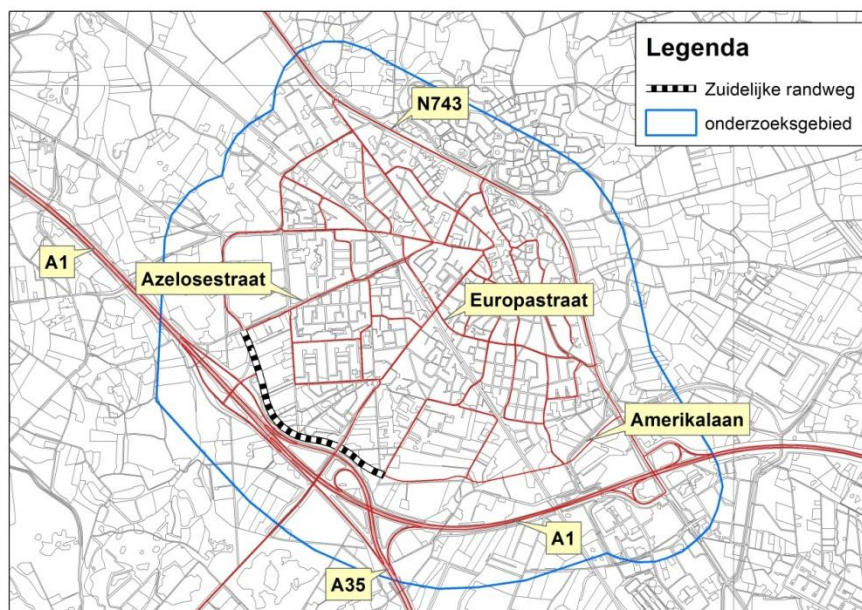 Legenda
Zuidelijke randweg
onderzoeksgebied
N743
A1
Azelosestraat
Europastraat
Amerikalaan
A1
A35